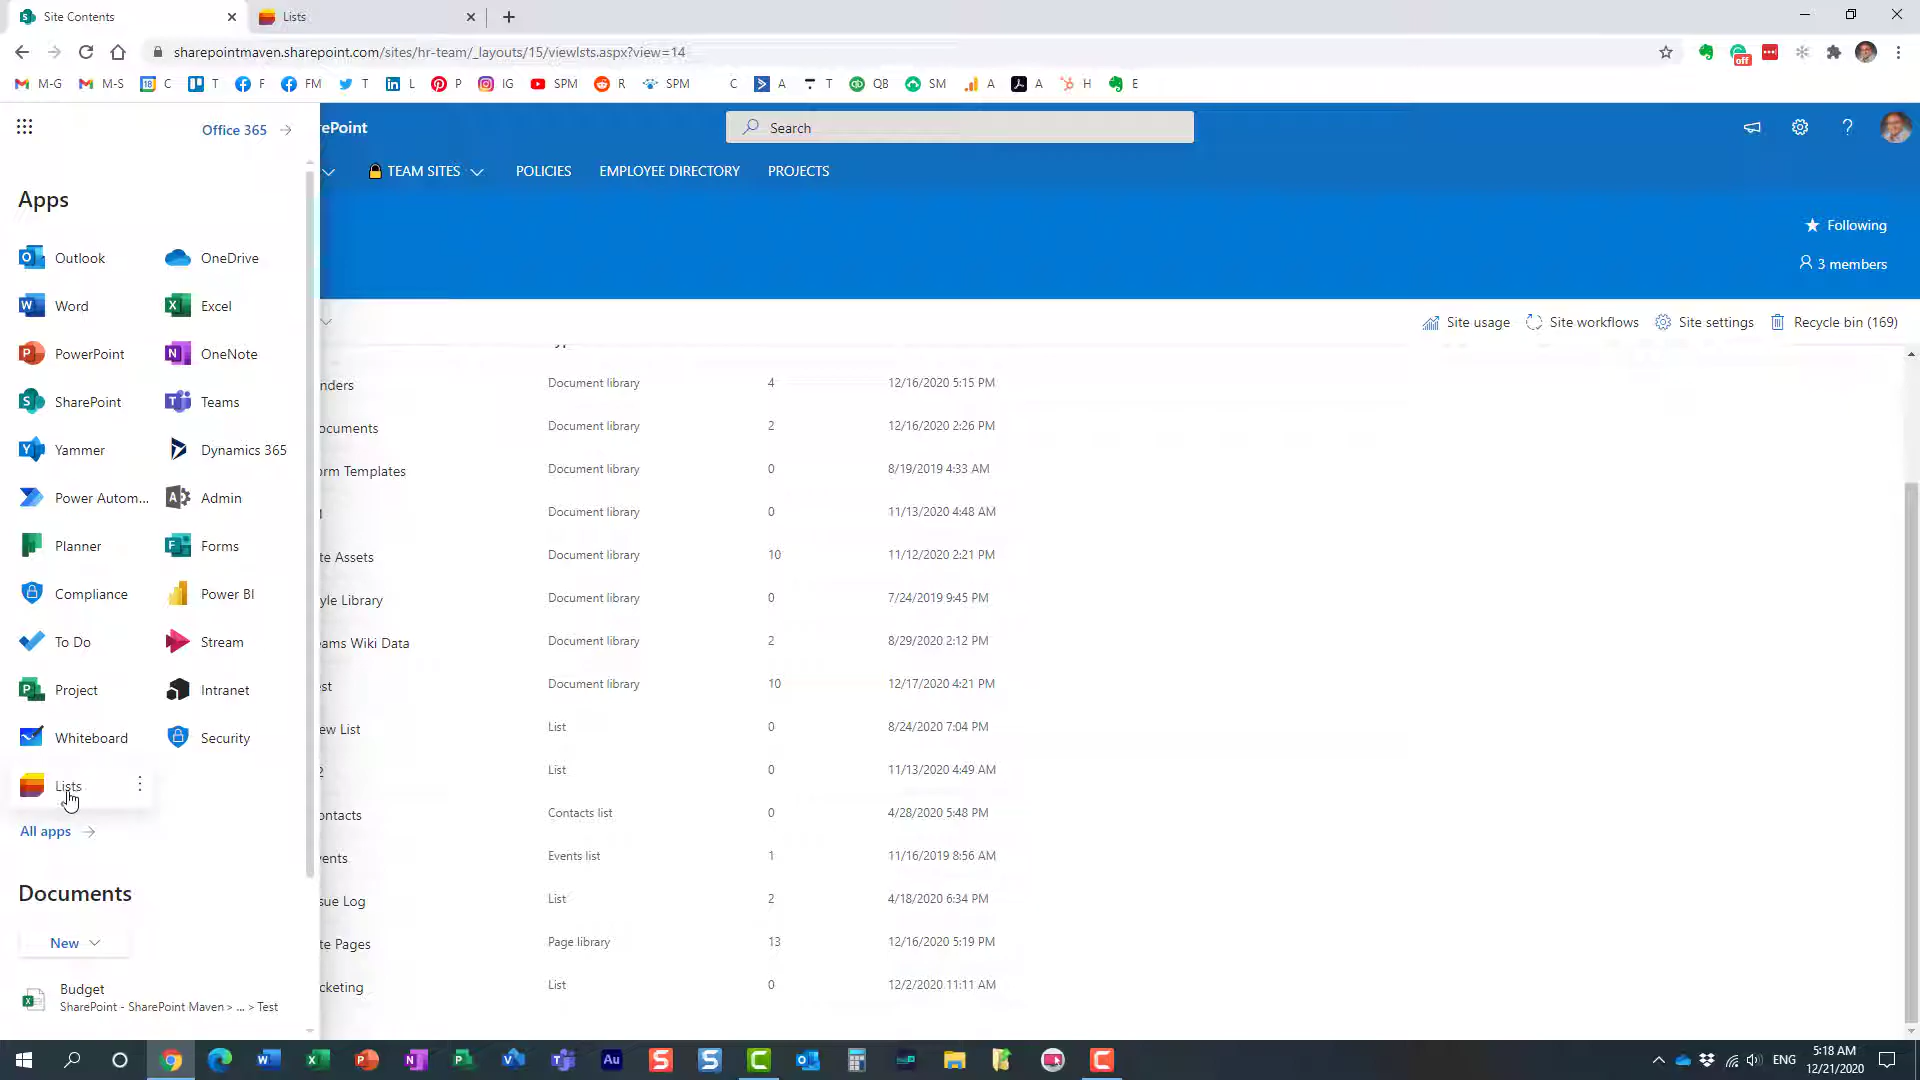 Site Contents
Lists
sharepointmaven.sharepoint.com/sites/hr-team/_layouts/15/viewlsts.aspx?view=14
M-G
M-S
C
T
F
FM
T
L
P
IG
SPM
R
SPM
C
A
T
QB
SM
A
A
H
E
Office 365
rePoint
Search
TEAM SITES
POLICIES
EMPLOYEE DIRECTORY
PROJECTS
Following
3 members
Site usage
Site workflows
Site settings
Recycle bin (169)
Apps
Outlook
OneDrive
Word
Excel
PowerPoint
OneNote
SharePoint
Teams
Yammer
Dynamics 365
Power Autom...
Admin
Planner
Forms
Compliance
Power BI
To Do
Stream
Project
Intranet
Whiteboard
Security
Lists
All apps
Documents
New
Budget
SharePoint - SharePoint Maven > ... > Test
nders Document library 4 12/16/2020 5:15 PM
ocuments Document library 2 12/16/2020 2:26 PM
orm Templates Document library 0 8/19/2019 4:33 AM
Document library 0 11/13/2020 4:48 AM
te Assets Document library 10 11/12/2020 2:21 PM
yle Library Document library 0 7/24/2019 9:45 PM
ams Wiki Data Document library 2 8/29/2020 2:12 PM
est Document library 10 12/17/2020 4:21 PM
ew List List 0 8/24/2020 7:04 PM
2 List 0 11/13/2020 4:49 AM
ontacts Contacts list 0 4/28/2020 5:48 PM
vents Events list 1 11/16/2019 8:56 AM
sue Log List 2 4/18/2020 6:34 PM
te Pages Page library 13 12/16/2020 5:19 PM
cketing List 0 12/2/2020 11:11 AM
ENG
5:18 AM
12/21/2020